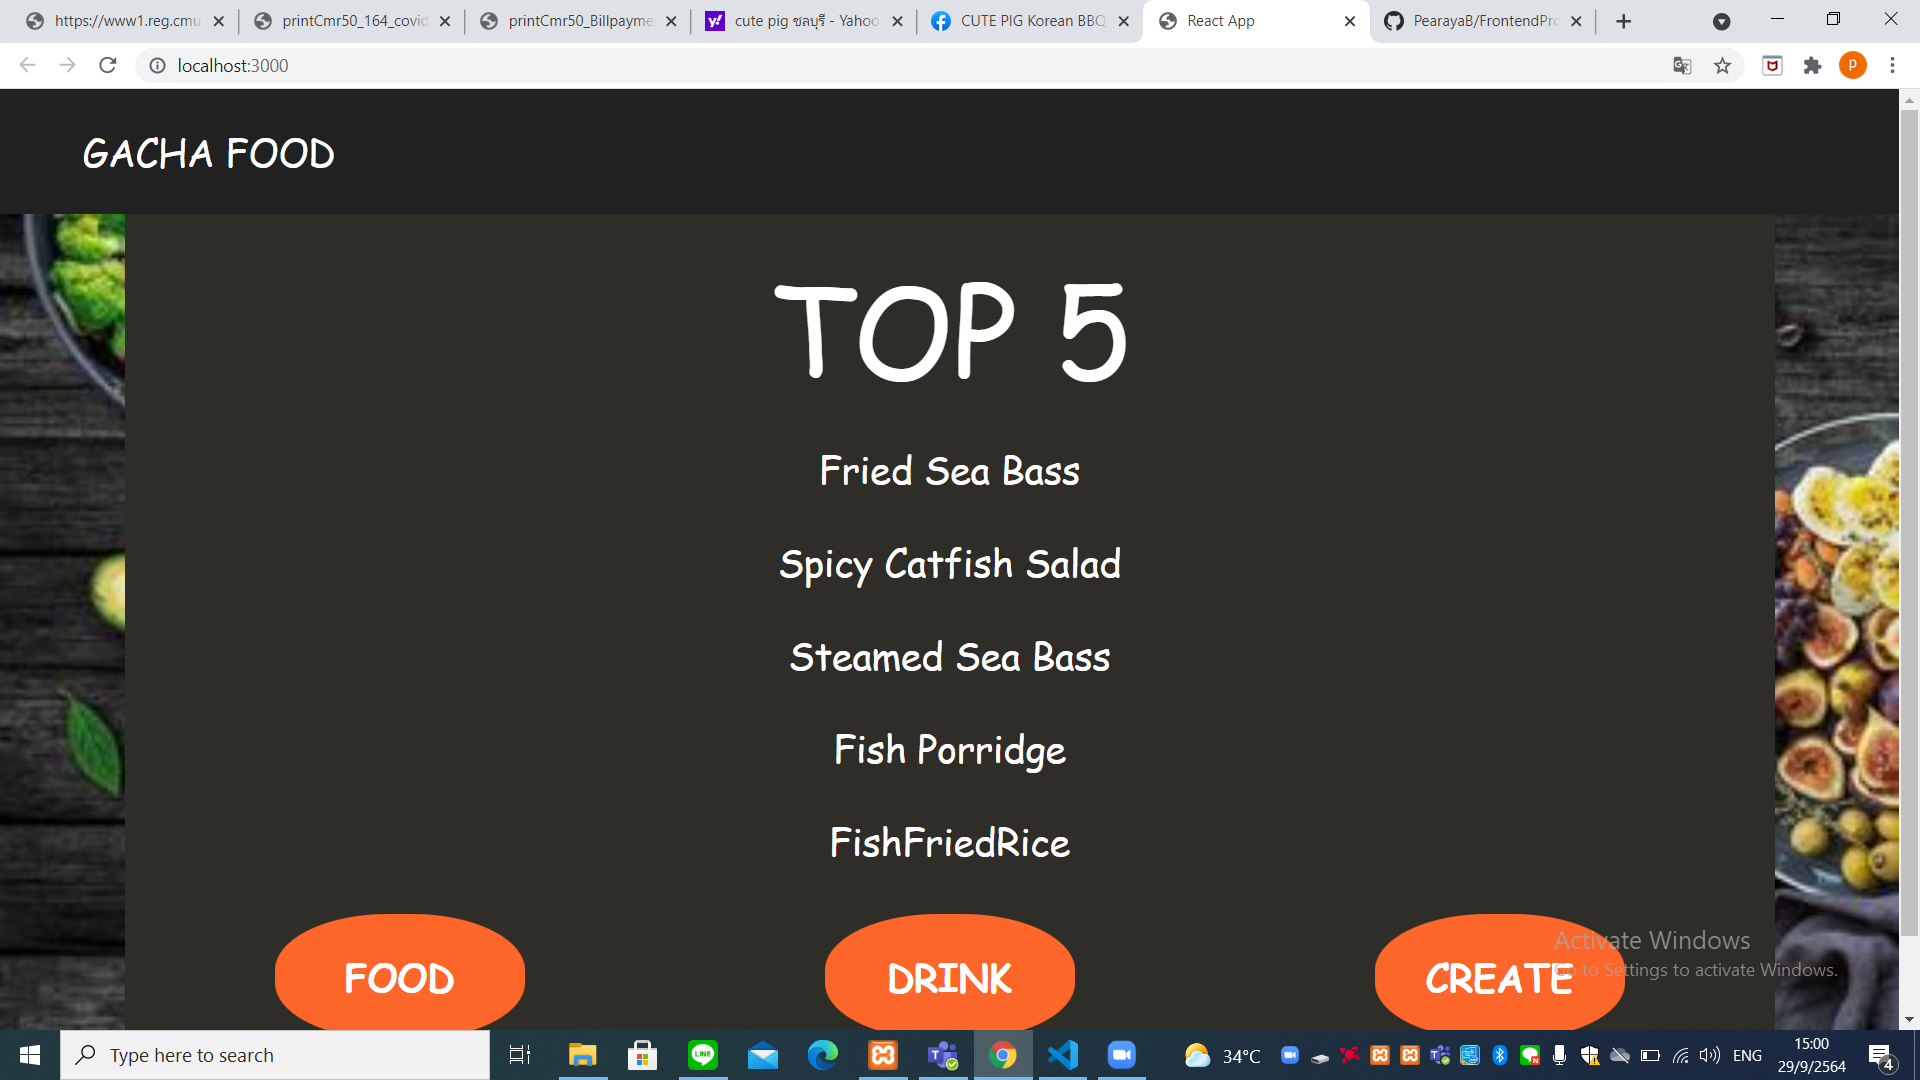 https://www1.reg.cmu.
printCmr50_164_covid
printCmr50_Billpayme
cute pig ชลบุรี - Yahoo
CUTE PIG Korean BBQ
React App
PearayaB/FrontendPro
localhost:3000
P
GACHA FOOD
TOP 5
Fried Sea Bass
Spicy Catfish Salad
Steamed Sea Bass
Fish Porridge
FishFriedRice
FOOD
DRINK
CREATE
Activate Windows
Go to Settings to activate Windows.
Type here to search
LINE
34°C
ENG
15:00
29/9/2564
4